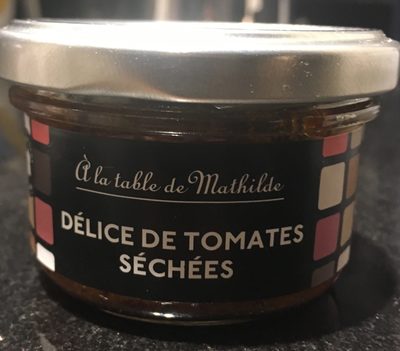 À la table de Mathilde
DÉLICE DE TOMATES
SÉCHÉES